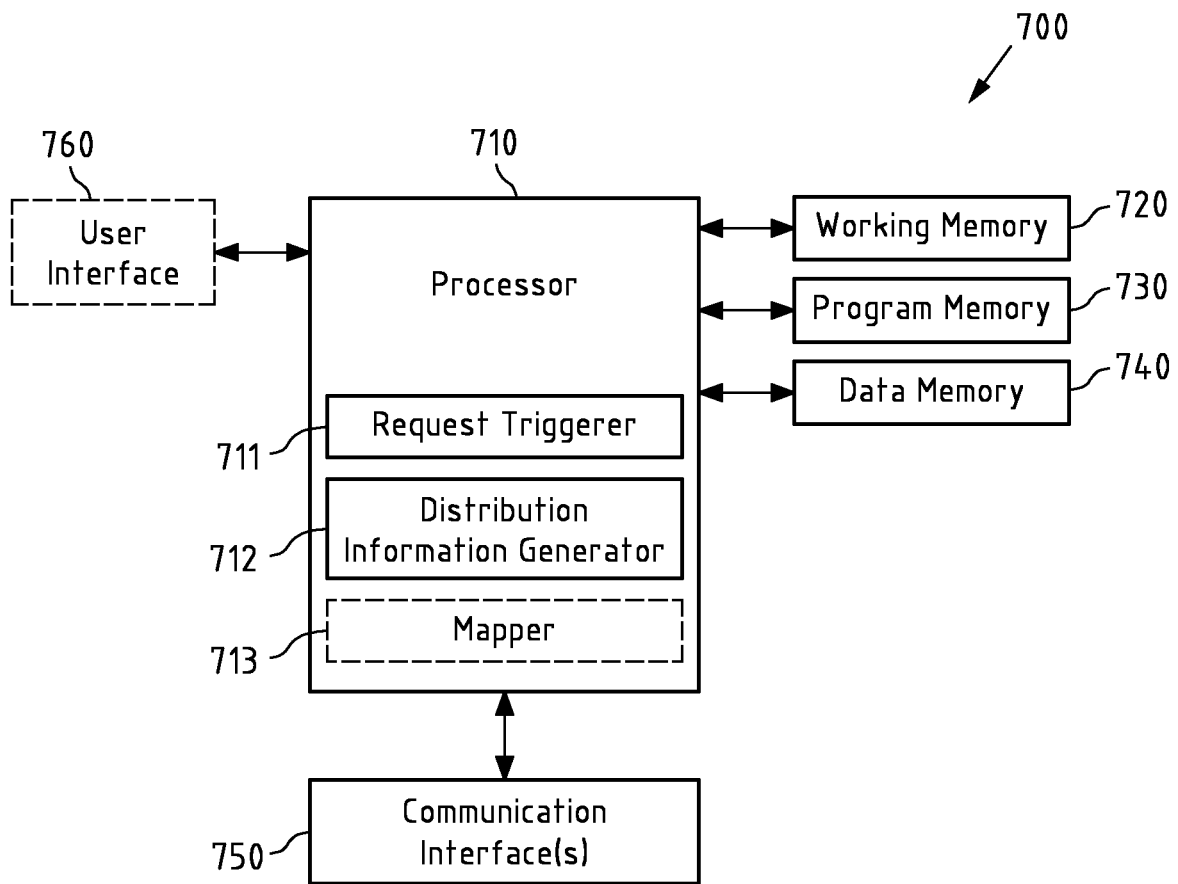 700
760
710
User
Interface
Processor
Working Memory
720
Program Memory
730
Data Memory
740
Request Triggerer
711
Distribution
Information Generator
712
Mapper
713
Communication
Interface(s)
750